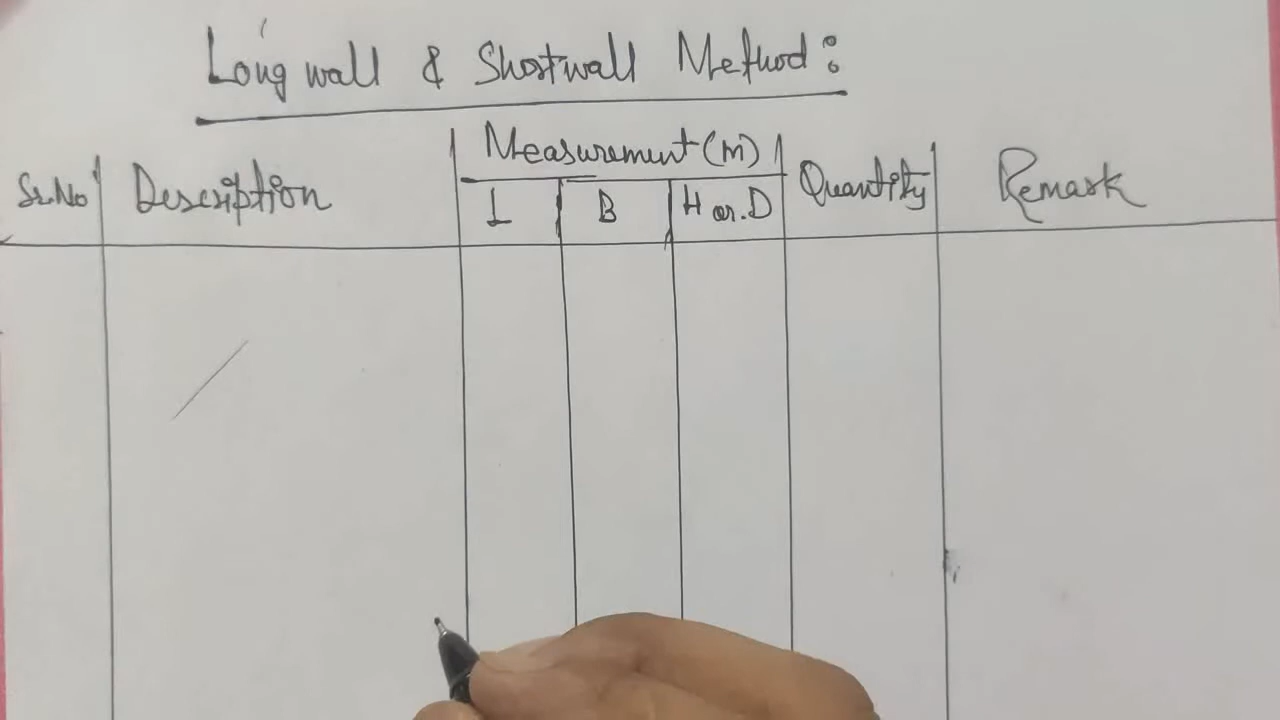 Long wall & Shortwall Method:
Measurement (m)
Sr.No Description Quantity Remark
L B H or. D